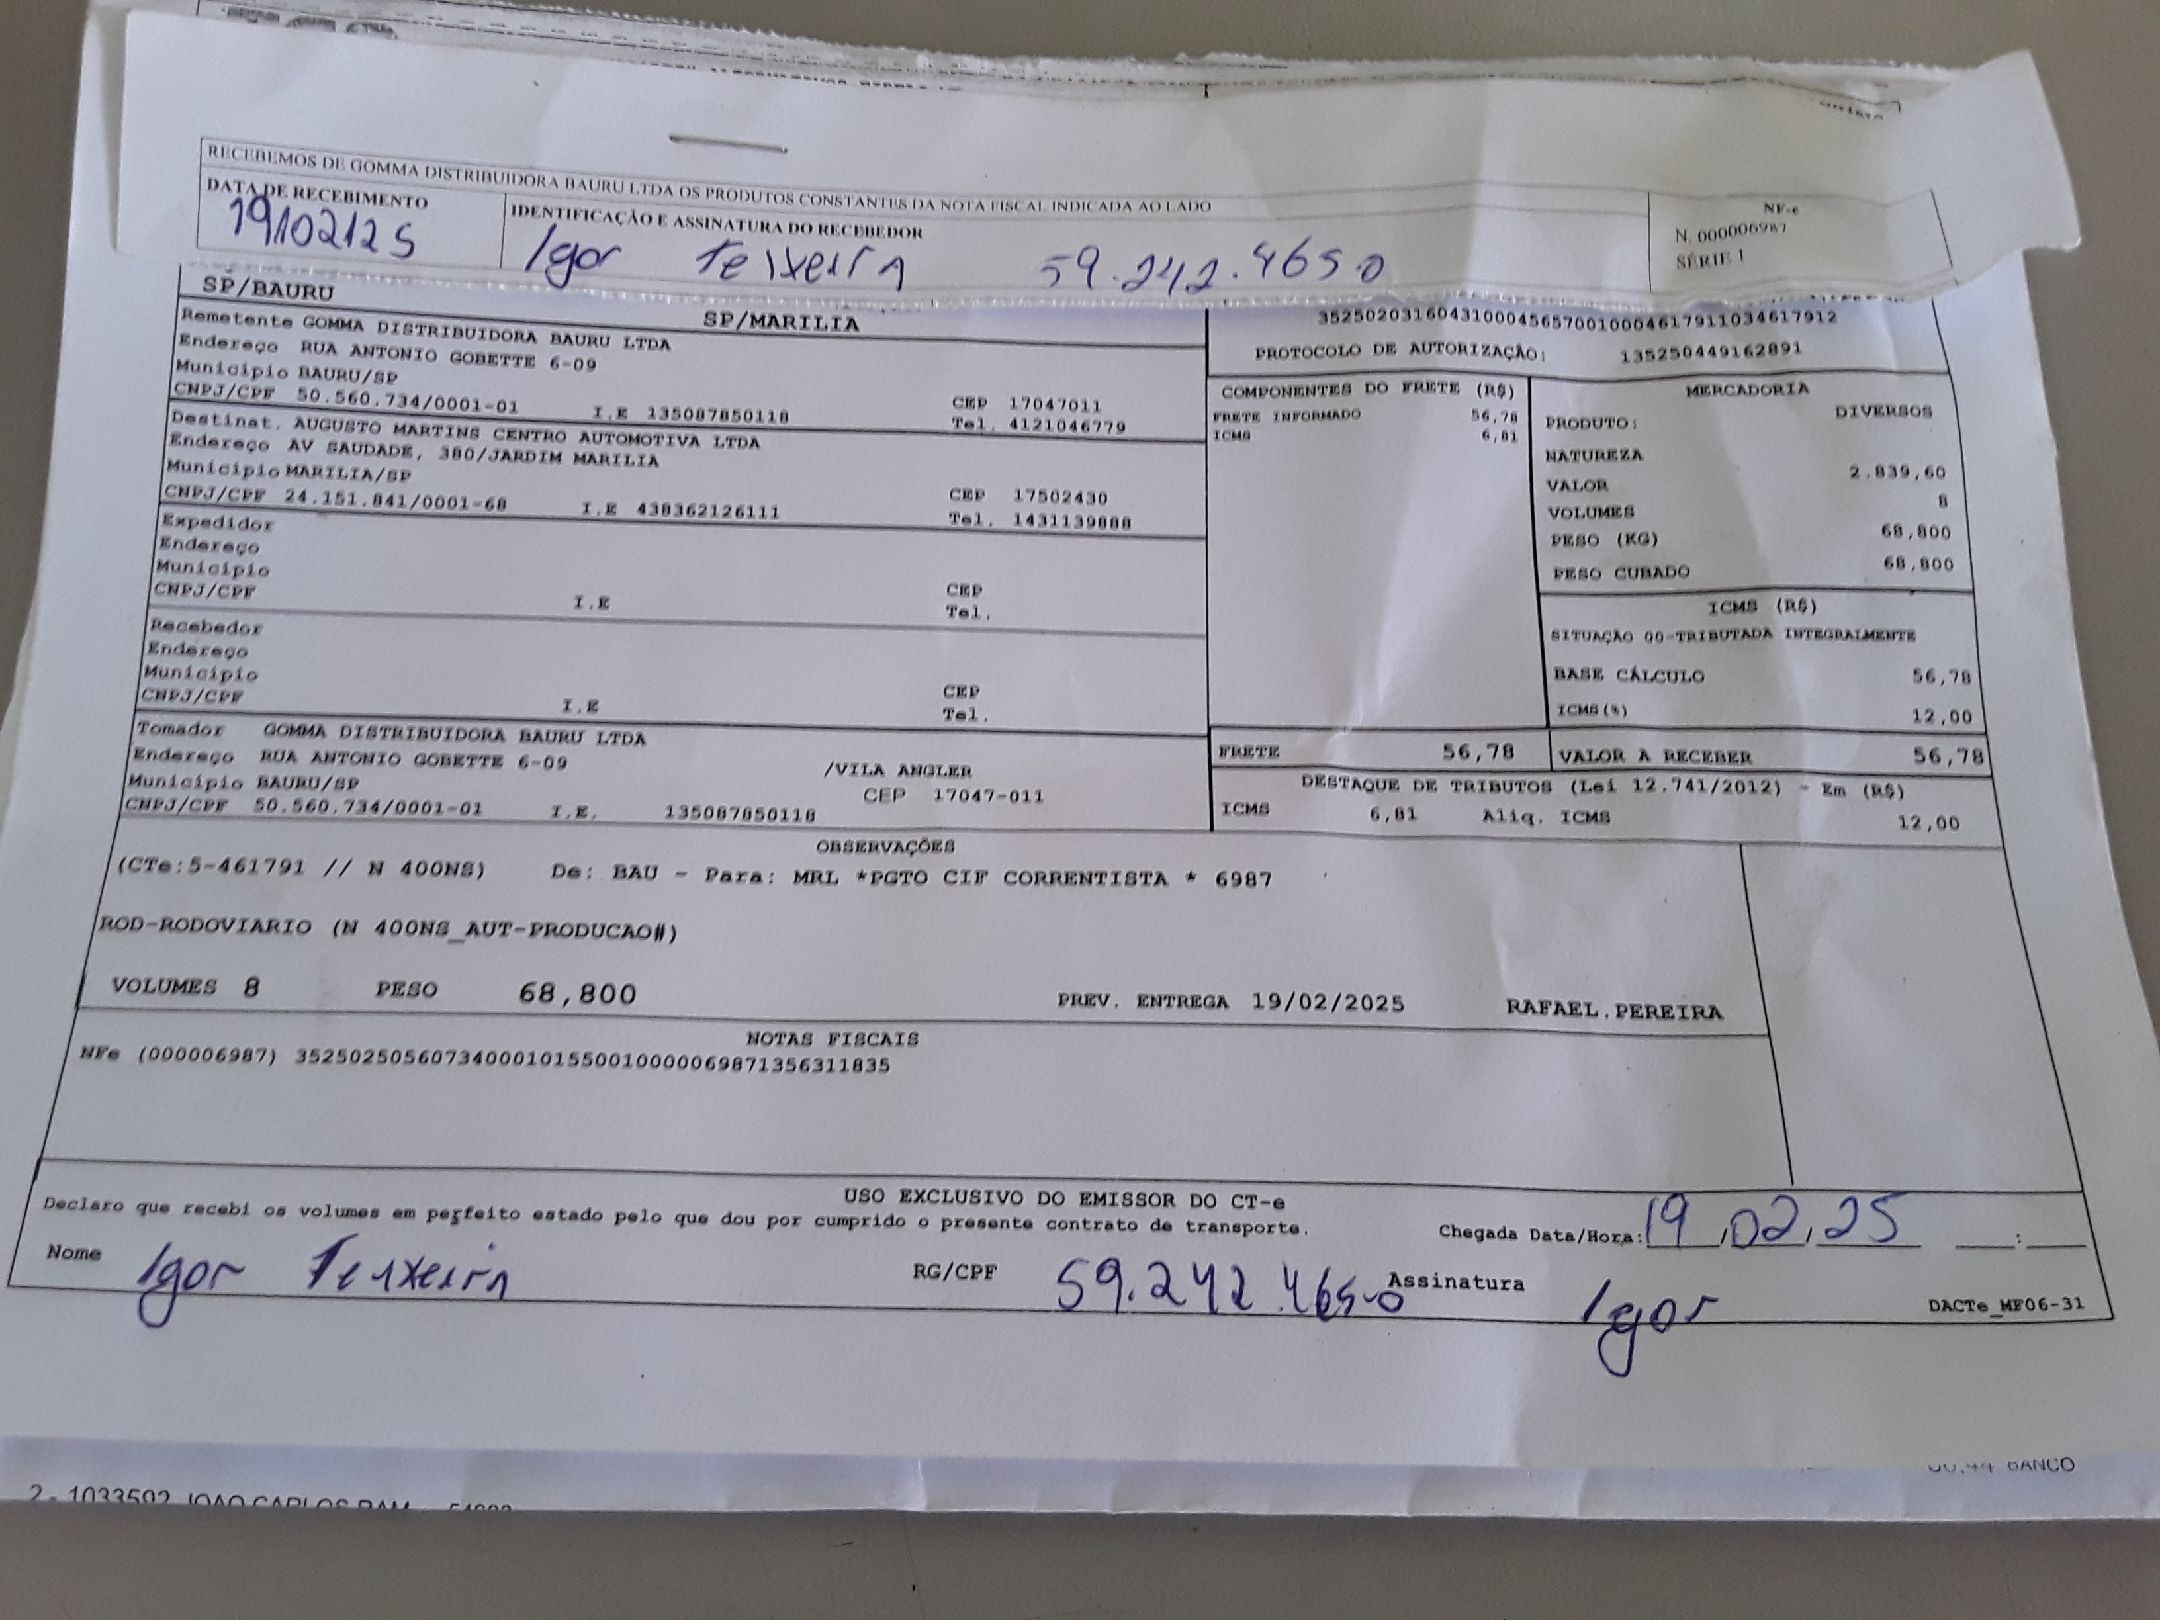 RECEBEMOS DE GOMMA DISTRIBUIDORA BAURU LTDA OS PRODUTOS CONSTANTES DA NOTA FISCAL INDICADA AO LADO
DATA DE RECEBIMENTO
19/02/25
IDENTIFICAÇÃO E ASSINATURA DO RECEBEDOR
Igor Teixeira 59.242.465-0
NF-e
N. 000006987
SÉRIE 1
SP/BAURU
SP/MARILIA
Remetente GOMMA DISTRIBUIDORA BAURU LTDA
Endereço RUA ANTONIO GOBETTE 6-09
Município BAURU/SP
CNPJ/CPF 50.560.734/0001-01 I.E 135087850118 CEP 17047011
Tel. 4121046779
Destinat. AUGUSTO MARTINS CENTRO AUTOMOTIVA LTDA
Endereço AV SAUDADE, 380/JARDIM MARILIA
Município MARILIA/SP
CNPJ/CPF 24.151.841/0001-68 I.E 438362126111 CEP 17502430
Tel. 1431139888
Expedidor
Endereço
Município
CNPJ/CPF I.E CEP
Tel.
Recebedor
Endereço
Município
CNPJ/CPF I.E CEP
Tel.
Tomador GOMMA DISTRIBUIDORA BAURU LTDA
Endereço RUA ANTONIO GOBETTE 6-09 /VILA ANGLER
Município BAURU/SP CEP 17047-011
CNPJ/CPF 50.560.734/0001-01 I.E. 135087850118
35250203160431000456570010004617911034617912
PROTOCOLO DE AUTORIZAÇÃO: 135250449162891
COMPONENTES DO FRETE (R$)
FRETE INFORMADO 56,78
ICMS 6,81
MERCADORIA
PRODUTO: DIVERSOS
NATUREZA
VALOR 2.839,60
VOLUMES 8
PESO (KG) 68,800
PESO CUBADO 68,800
ICMS (R$)
SITUAÇÃO 00-TRIBUTADA INTEGRALMENTE
BASE CÁLCULO 56,78
ICMS(%) 12,00
FRETE 56,78 VALOR A RECEBER 56,78
DESTAQUE DE TRIBUTOS (Lei 12.741/2012) - Em (R$)
ICMS 6,81 Aliq. ICMS 12,00
OBSERVAÇÕES
(CTe:5-461791 // N 400NS) De: BAU - Para: MRL *PGTO CIF CORRENTISTA * 6987
ROD-RODOVIARIO (N 400NS_AUT-PRODUCAO#)
VOLUMES 8 PESO 68,800 PREV. ENTREGA 19/02/2025 RAFAEL.PEREIRA
NOTAS FISCAIS
NFe (000006987) 35250250560734000101550010000069871356311835
USO EXCLUSIVO DO EMISSOR DO CT-e
Declaro que recebi os volumes em perfeito estado pelo que dou por cumprido o presente contrato de transporte.
Chegada Data/Hora: 19/02/25 __:__
Nome Igor Teixeira RG/CPF 59.242.465-0 Assinatura Igor
DACTe_MF06-31
BANCO
2 - 1033502 JOAO CARLOS RAM